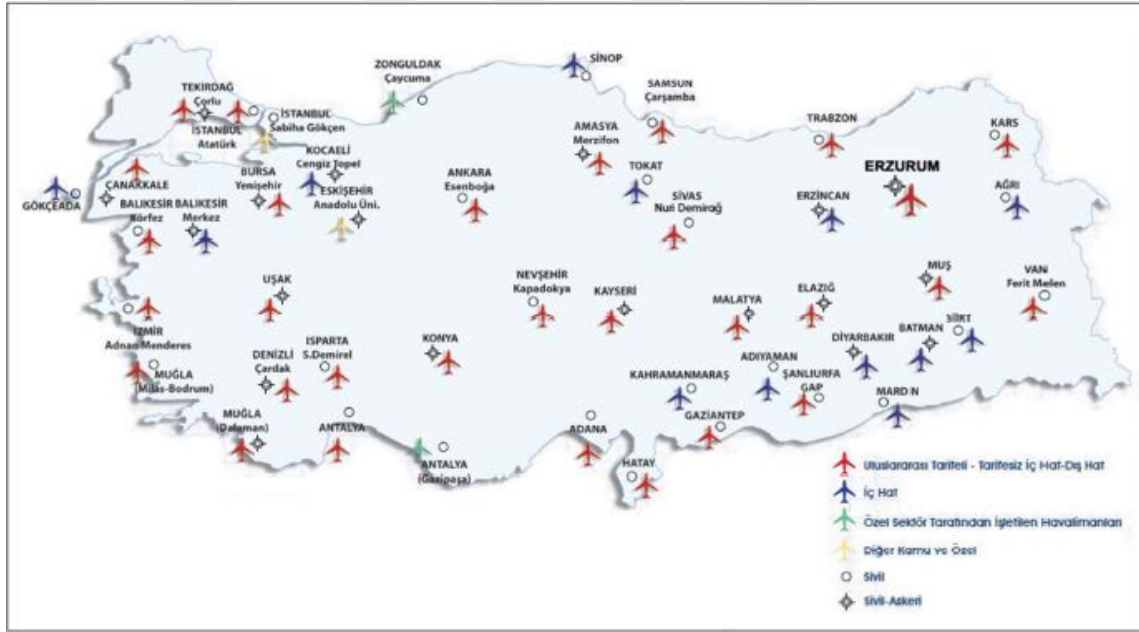 ZONGULDAK
Çaycuma
SİNOP
TEKİRDAĞ
Çorlu
İSTANBUL
Sabiha Gökçen
İSTANBUL
Atatürk
SAMSUN
Çarşamba
TRABZON
KARS
AMASYA
Merzifon
KOCAELİ
Cengiz Topel
BURSA
Yenişehir
ANKARA
Esenboğa
TOKAT
ERZURUM
ÇANAKKALE
GÖKÇEADA
ESKİŞEHİR
Anadolu Üni.
SİVAS
Nuri Demirağ
ERZİNCAN
AĞRI
BALIKESİR
Körfez
BALIKESİR
Merkez
UŞAK
NEVŞEHİR
Kapadokya
KAYSERİ
MALATYA
ELAZIĞ
MUŞ
VAN
Ferit Melen
İZMİR
Adnan Menderes
DENİZLİ
Çardak
ISPARTA
S.Demirel
KONYA
DİYARBAKIR
BATMAN
MUĞLA
(Milas-Bodrum)
KAHRAMANMARAŞ
ADIYAMAN
ŞANLIURFA
GAP
MARDİN
MUĞLA
(Dalaman)
ANTALYA
ANTALYA
(Gazipaşa)
ADANA
GAZİANTEP
HATAY
Uluslararası Tarifeli - Tarifesiz İç Hat-Dış Hat
İç Hat
Özel Sektör Tarafından İşletilen Havalimanları
Diğer Kamu ve Özel
Sivil
Sivil-Askeri